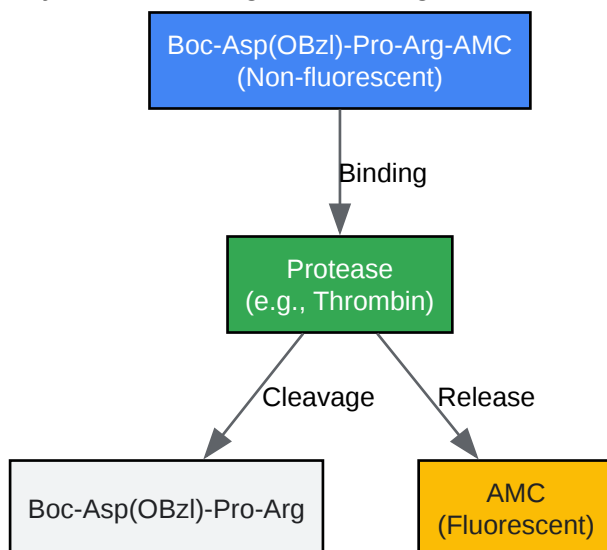 Boc-Asp(OBzl)-Pro-Arg-AMC
(Non-fluorescent)
Binding
Protease
(e.g., Thrombin)
Cleavage
Release
Boc-Asp(OBzl)-Pro-Arg
AMC
(Fluorescent)